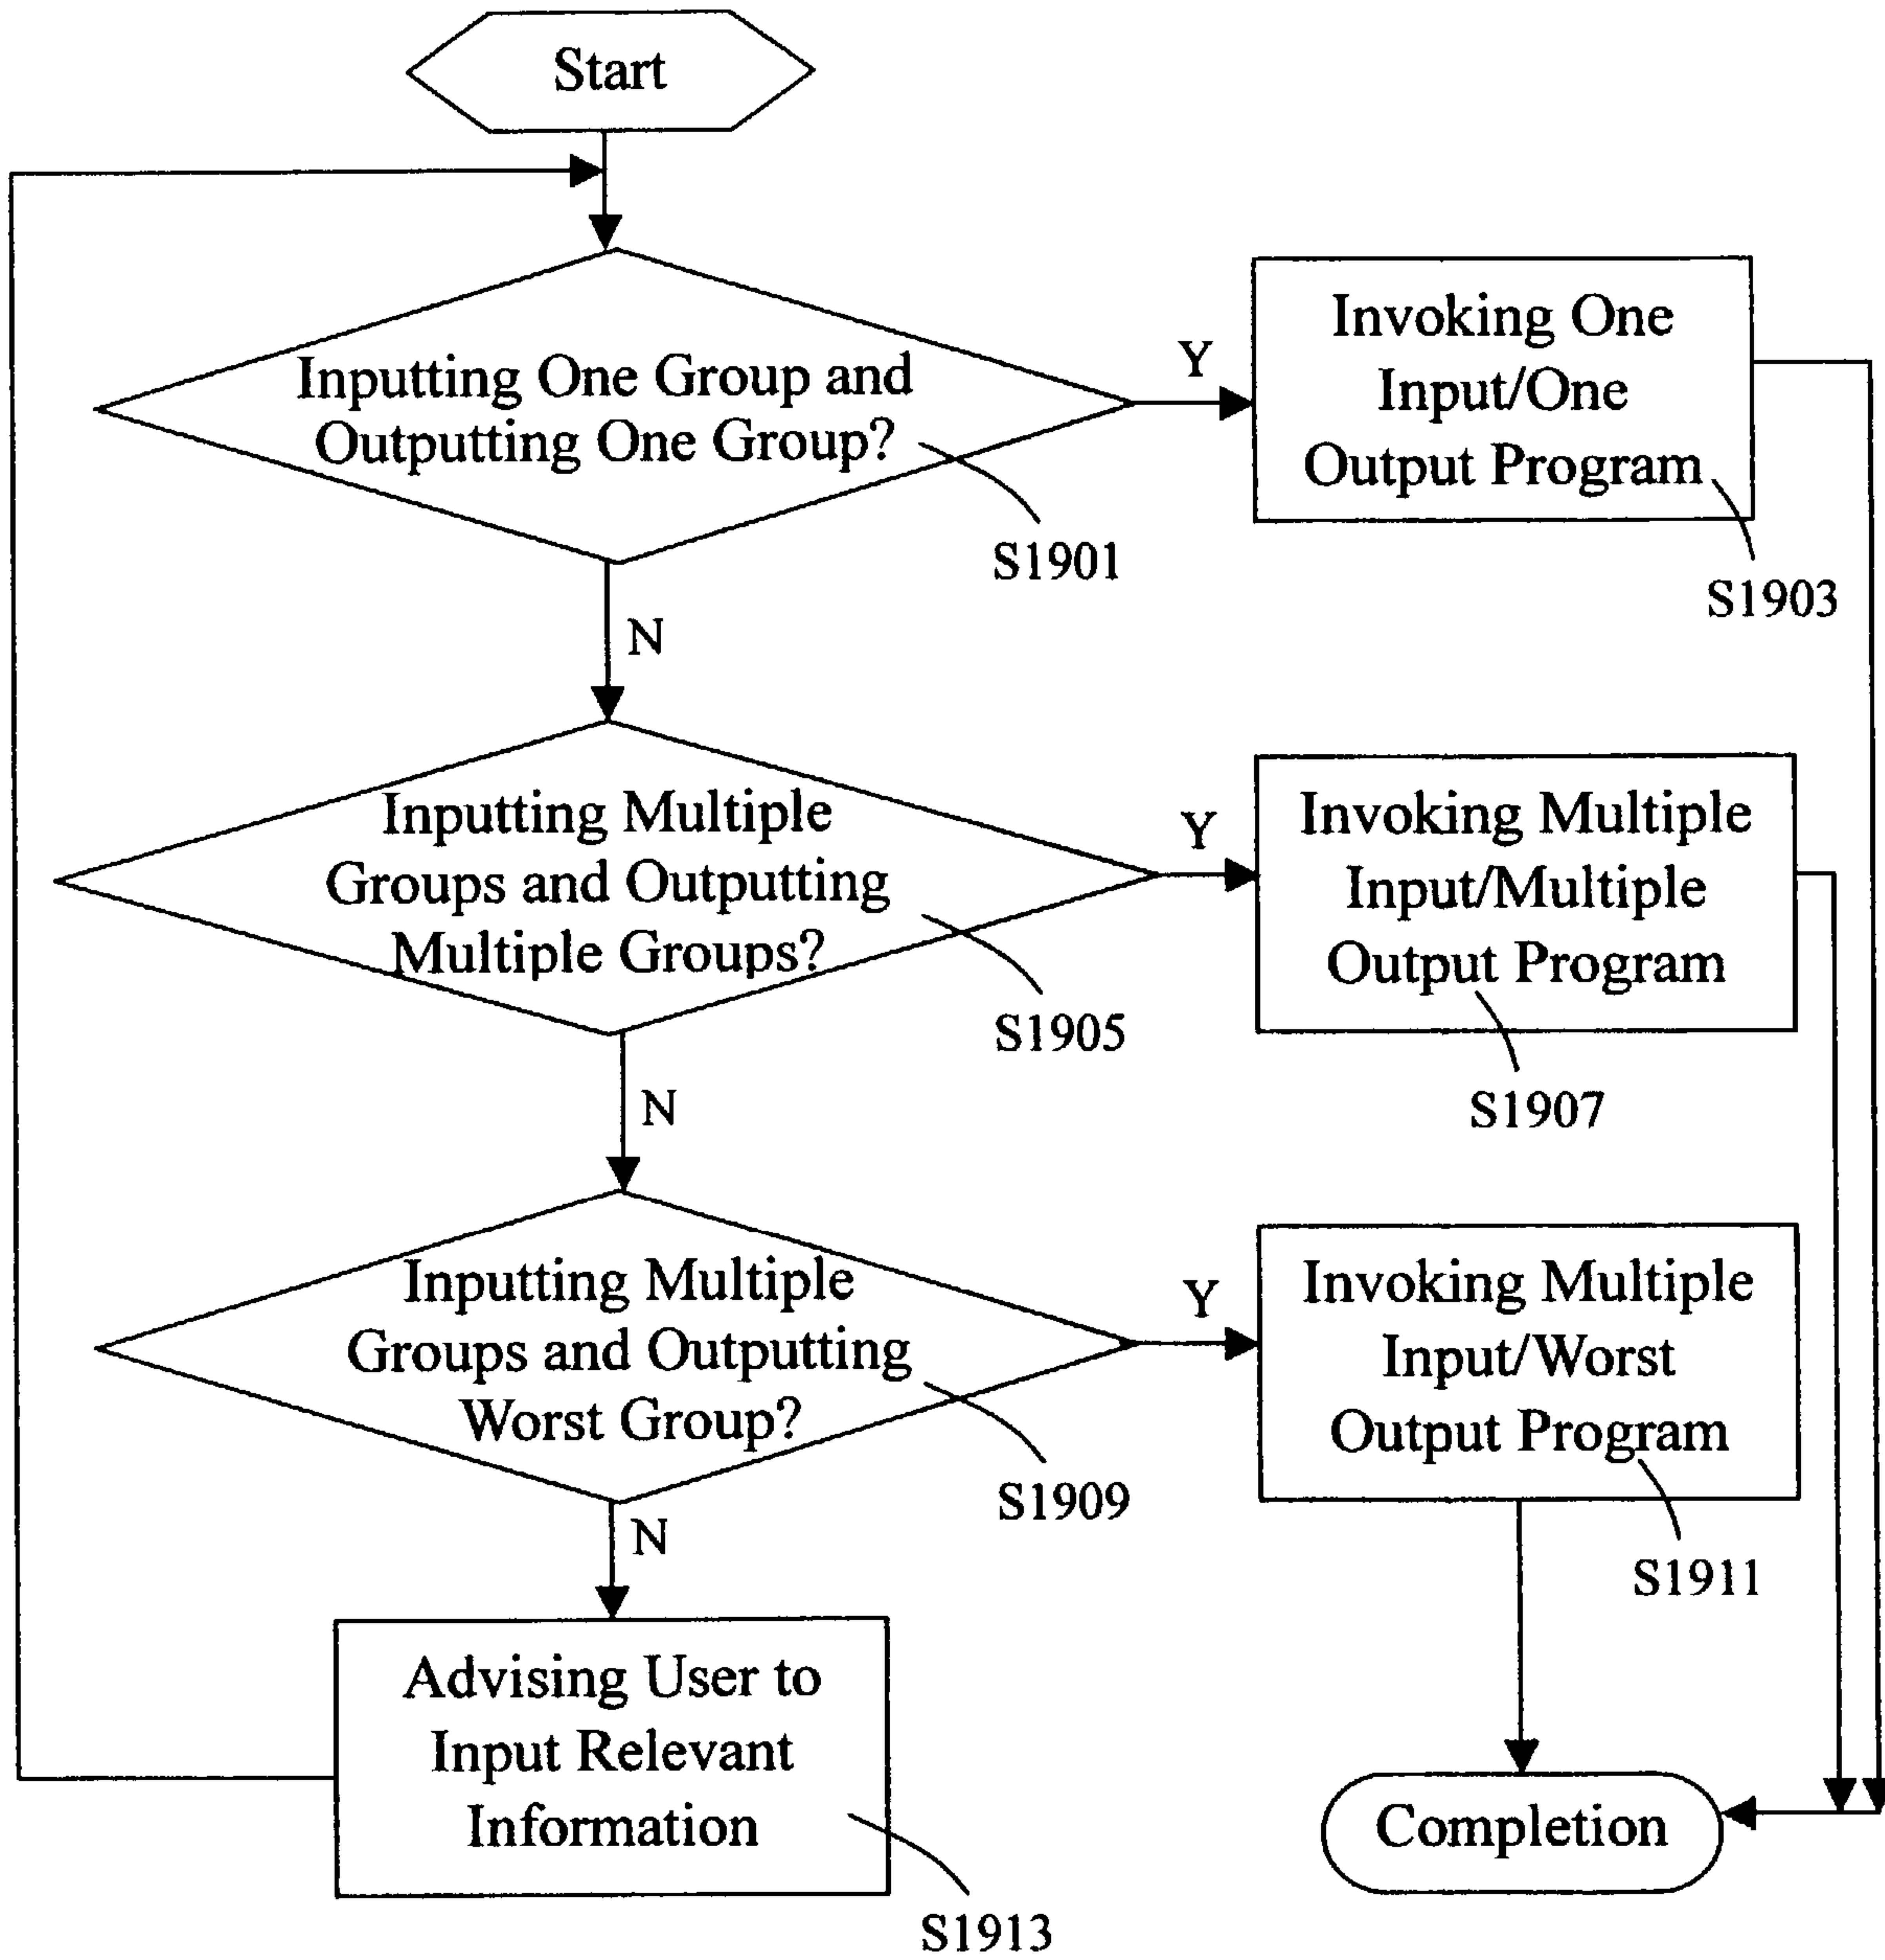 Start
Inputting One Group and
Outputting One Group?
S1901
Y
Invoking One
Input/One
Output Program
S1903
N
Inputting Multiple
Groups and Outputting
Multiple Groups?
S1905
Y
Invoking Multiple
Input/Multiple
Output Program
S1907
N
Inputting Multiple
Groups and Outputting
Worst Group?
S1909
Y
Invoking Multiple
Input/Worst
Output Program
S1911
N
Advising User to
Input Relevant
Information
S1913
Completion